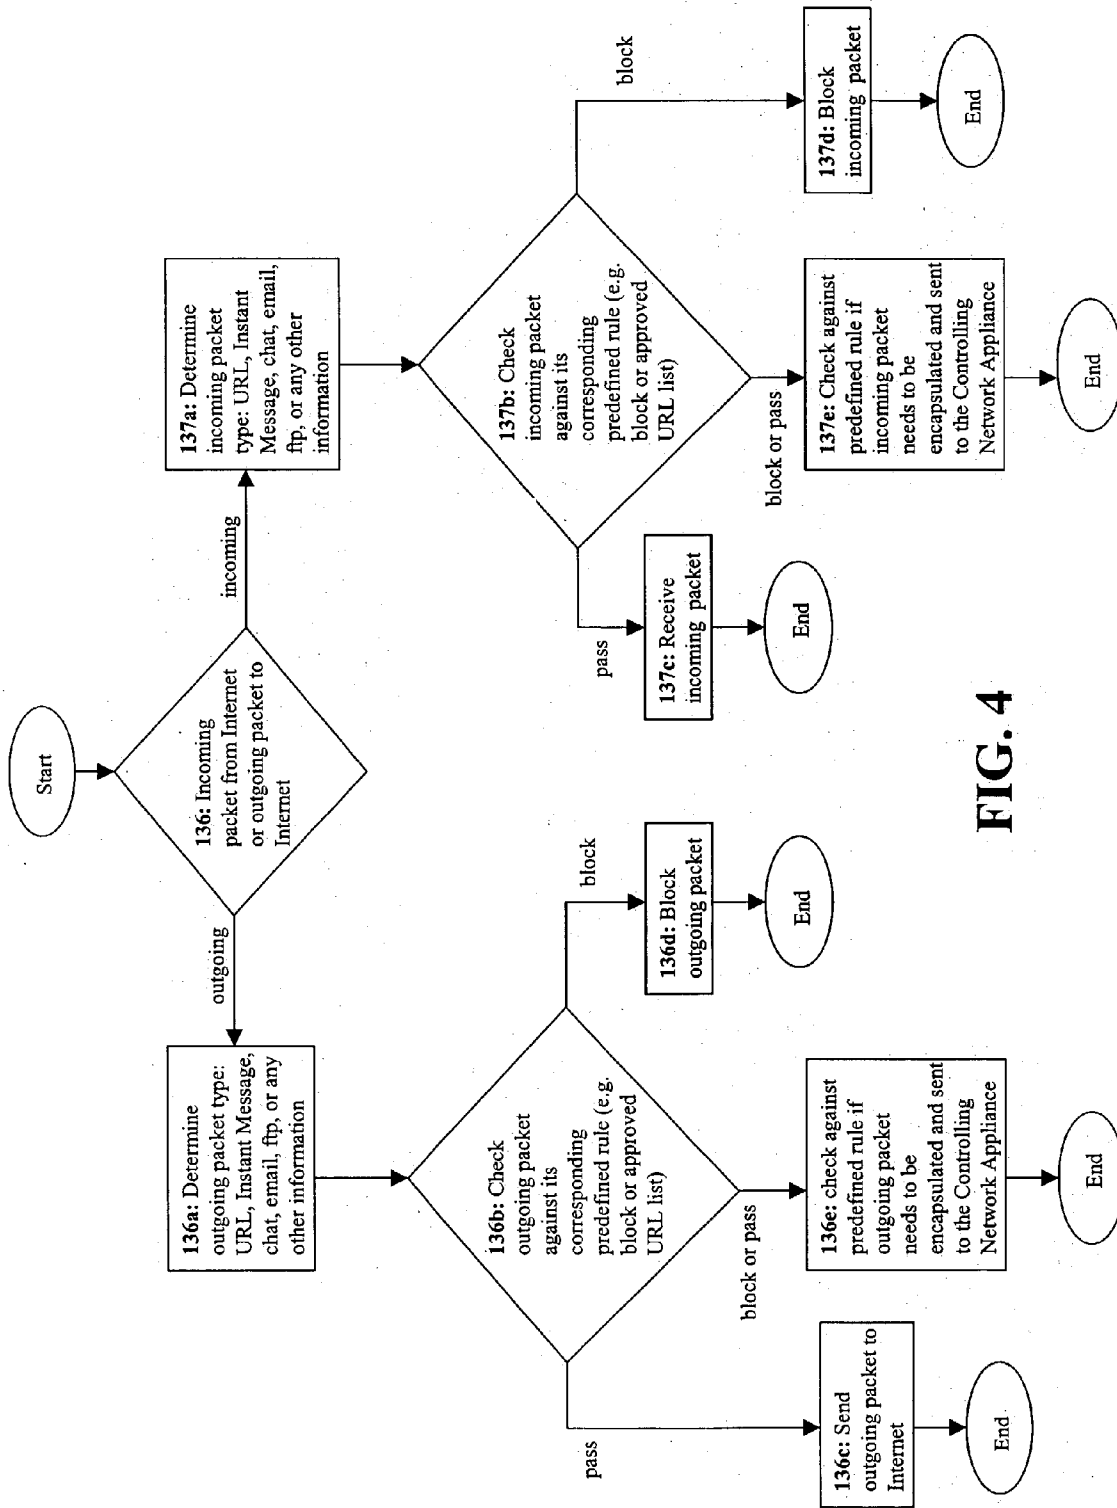 Start
136: Incoming
packet from Internet
or outgoing packet to
Internet
outgoing
incoming
136a: Determine
outgoing packet type:
URL, Instant Message,
chat, email, ftp, or any
other information
137a: Determine
incoming packet
type: URL, Instant
Message, chat, email,
ftp, or any other
information
136b: Check
outgoing packet
against its
corresponding
predefined rule (e.g.
block or approved
URL list)
137b: Check
incoming packet
against its
corresponding
predefined rule (e.g.
block or approved
URL list)
pass
block or pass
block
pass
block or pass
block
136c: Send
outgoing packet to
Internet
136e: check against
predefined rule if
outgoing packet
needs to be
encapsulated and sent
to the Controlling
Network Appliance
136d: Block
outgoing packet
137c: Receive
incoming packet
137e: Check against
predefined rule if
incoming packet
needs to be
encapsulated and sent
to the Controlling
Network Appliance
137d: Block
incoming packet
End
End
End
End
End
End
FIG. 4